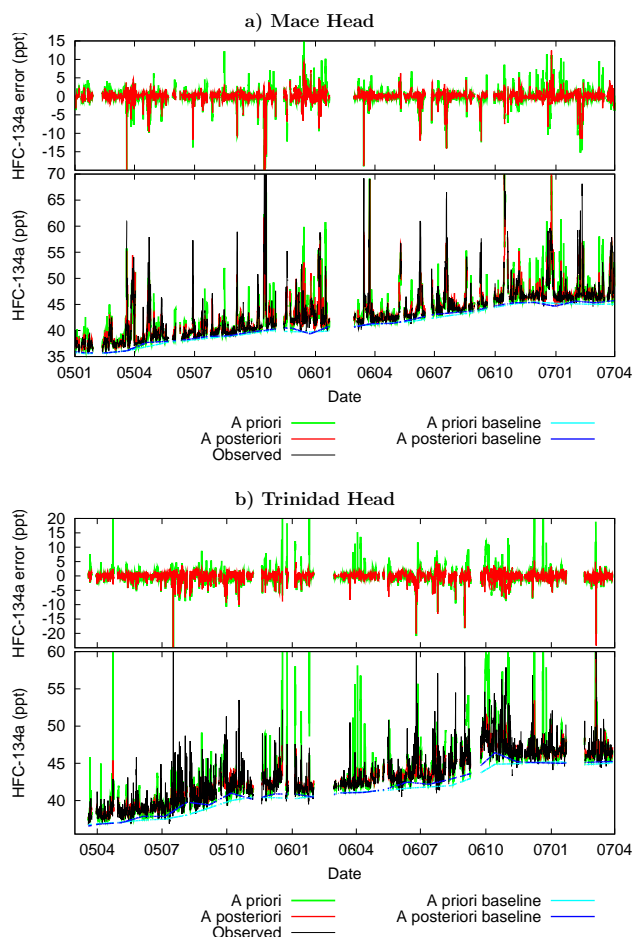 a) Mace Head
HFC-134a error (ppt)
15
10
5
0
-5
-10
-15
HFC-134a (ppt)
70
65
60
55
50
45
40
35
0501 0504 0507 0510 0601 0604 0607 0610 0701 0704
Date
A priori A priori baseline
A posteriori A posteriori baseline
Observed
b) Trinidad Head
HFC-134a error (ppt)
20
15
10
5
0
-5
-10
-15
-20
HFC-134a (ppt)
60
55
50
45
40
0504 0507 0510 0601 0604 0607 0610 0701 0704
Date
A priori A priori baseline
A posteriori A posteriori baseline
Observed